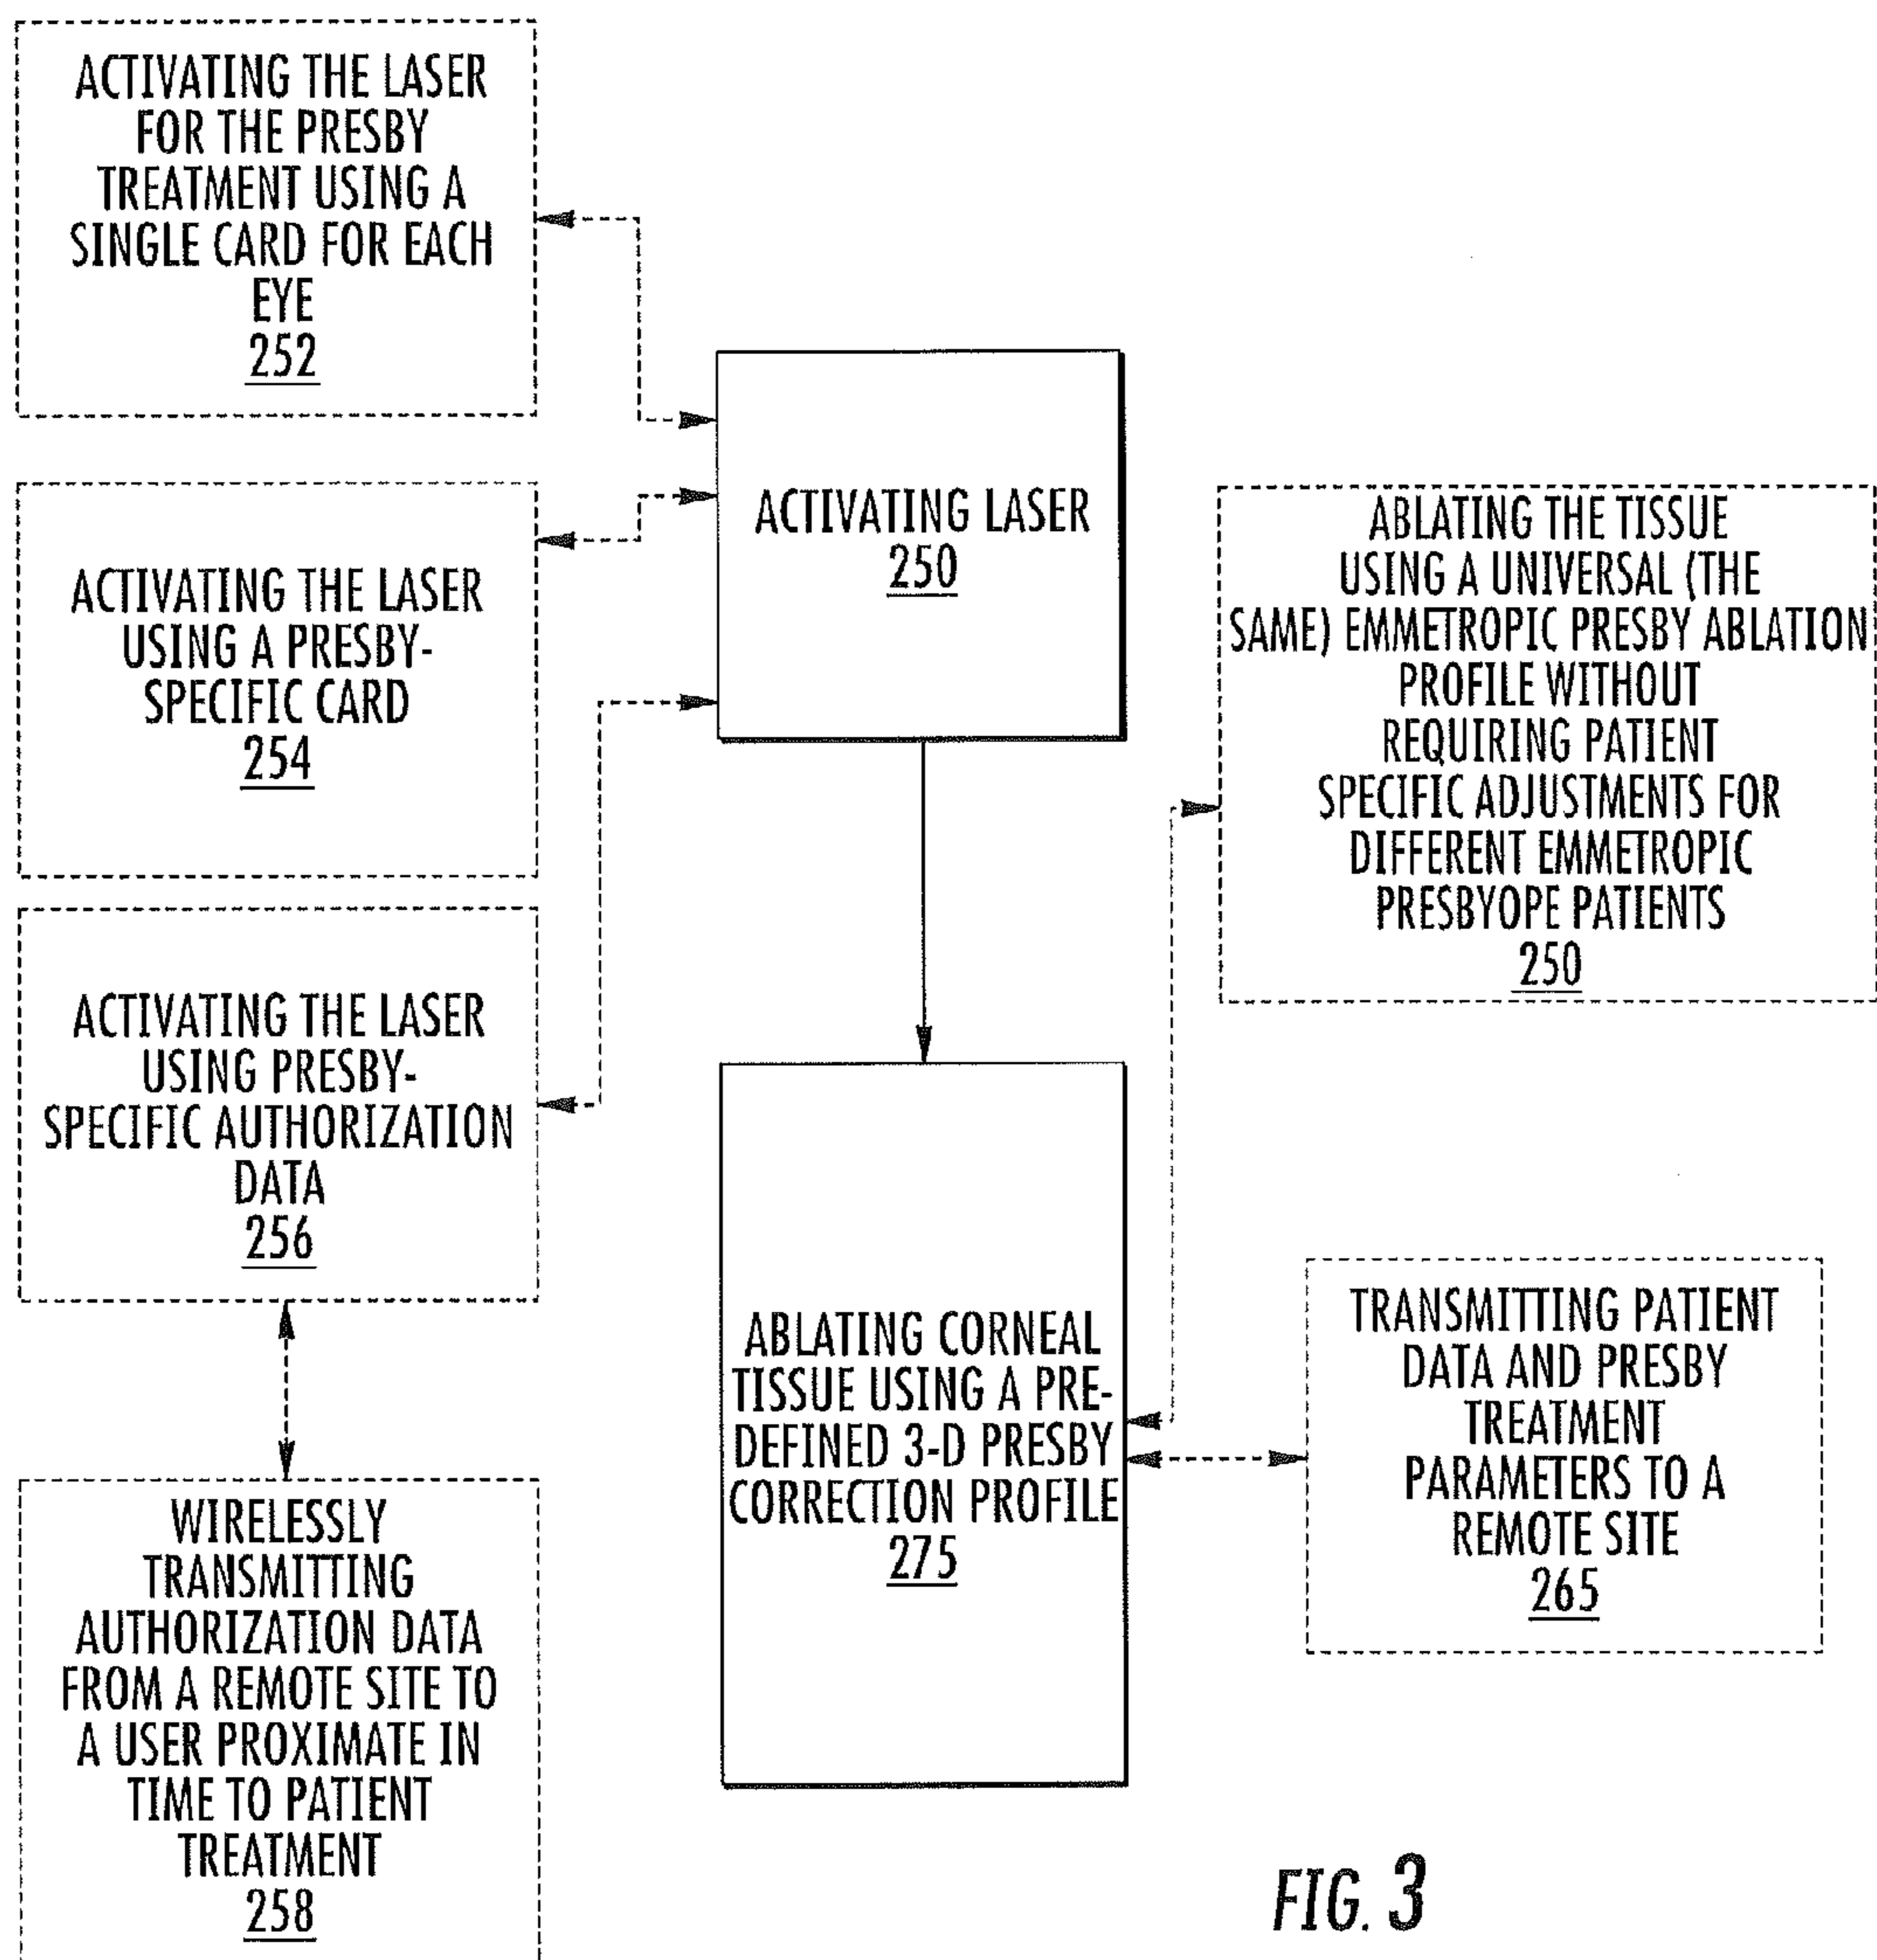 ACTIVATING THE LASER
FOR THE PRESBY
TREATMENT USING A
SINGLE CARD FOR EACH
EYE
252
ACTIVATING THE LASER
USING A PRESBY-
SPECIFIC CARD
254
ACTIVATING THE LASER
USING PRESBY-
SPECIFIC AUTHORIZATION
DATA
256
WIRELESSLY
TRANSMITTING
AUTHORIZATION DATA
FROM A REMOTE SITE TO
A USER PROXIMATE IN
TIME TO PATIENT
TREATMENT
258
ACTIVATING LASER
250
ABLATING CORNEAL
TISSUE USING A PRE-
DEFINED 3-D PRESBY
CORRECTION PROFILE
275
ABLATING THE TISSUE
USING A UNIVERSAL (THE
SAME) EMMETROPIC PRESBY ABLATION
PROFILE WITHOUT
REQUIRING PATIENT
SPECIFIC ADJUSTMENTS FOR
DIFFERENT EMMETROPIC
PRESBYOPE PATIENTS
250
TRANSMITTING PATIENT
DATA AND PRESBY
TREATMENT
PARAMETERS TO A
REMOTE SITE
265
FIG. 3